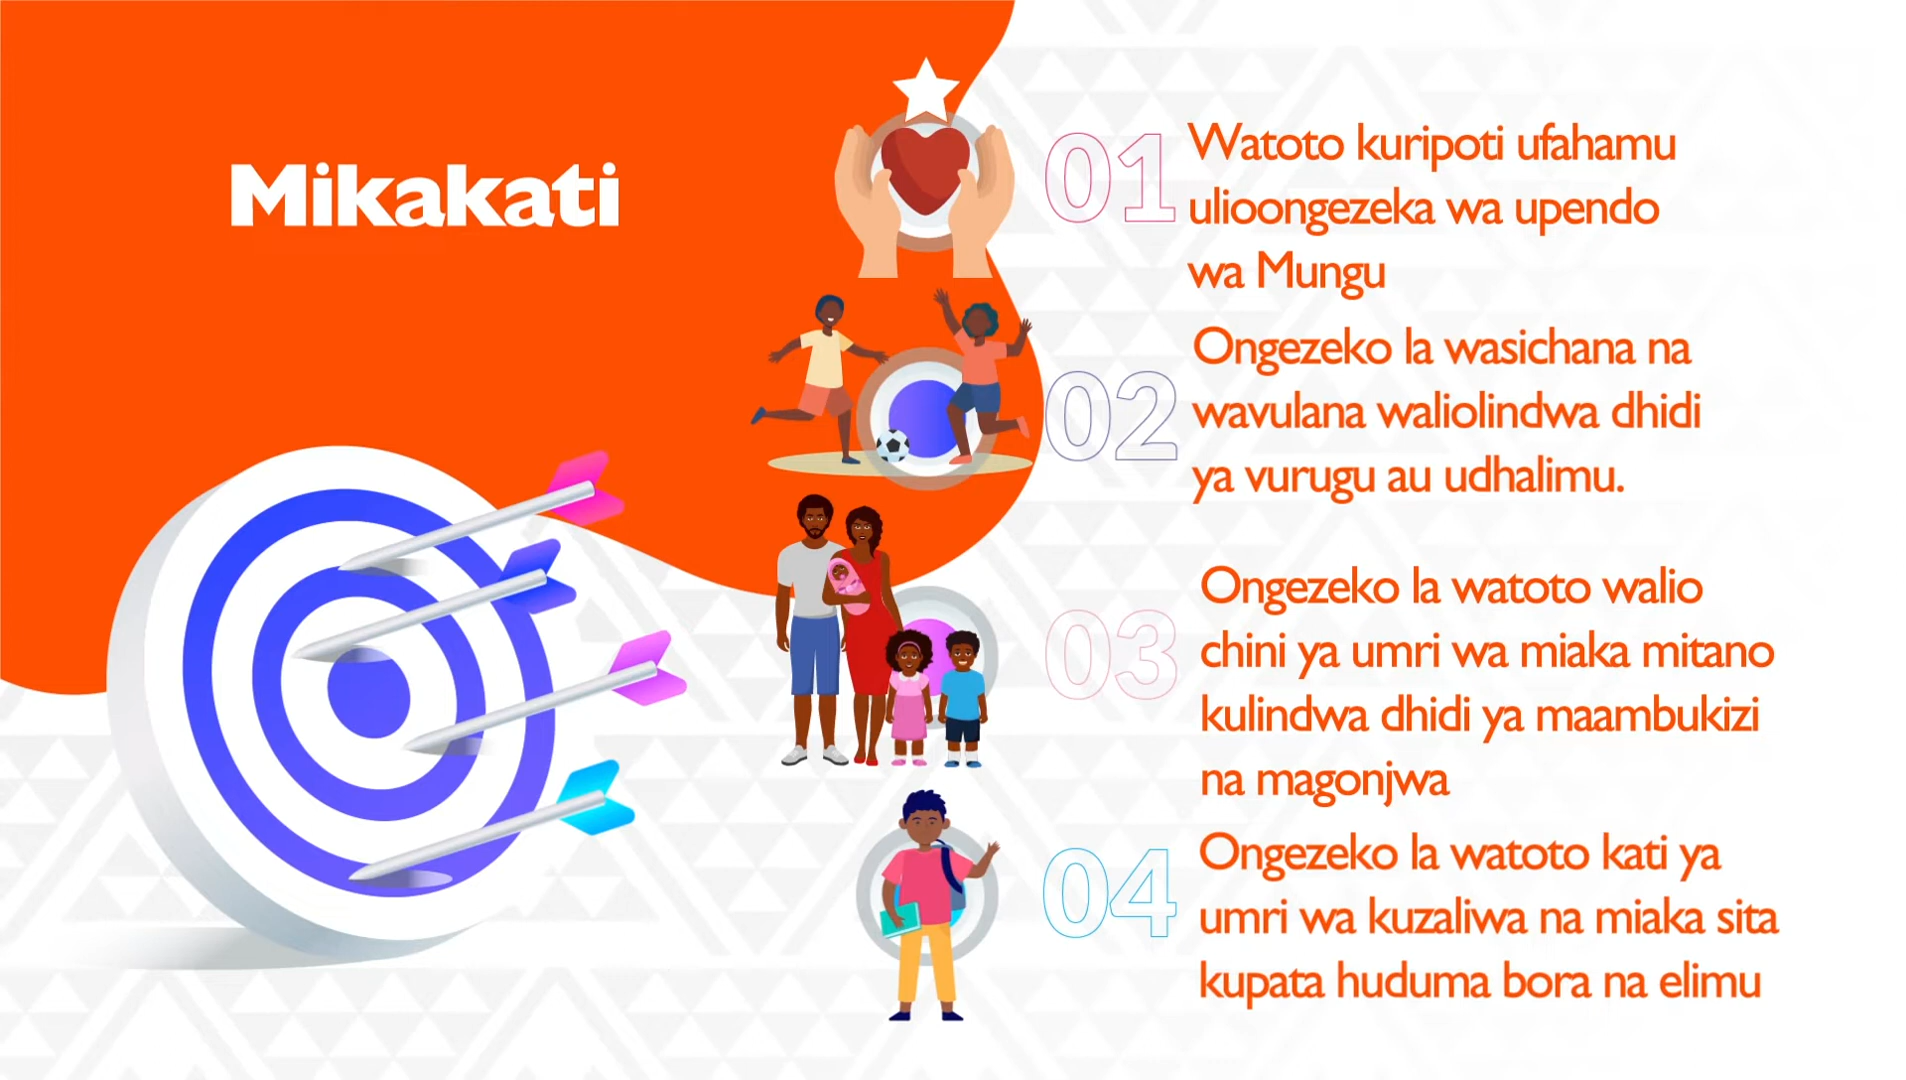 Mikakati
01
Watoto kuripoti ufahamu
ulioongezeka wa upendo
wa Mungu
02
Ongezeko la wasichana na
wavulana waliolindwa dhidi
ya vurugu au udhalimu.
03
Ongezeko la watoto walio
chini ya umri wa miaka mitano
kulindwa dhidi ya maambukizi
na magonjwa
04
Ongezeko la watoto kati ya
umri wa kuzaliwa na miaka sita
kupata huduma bora na elimu